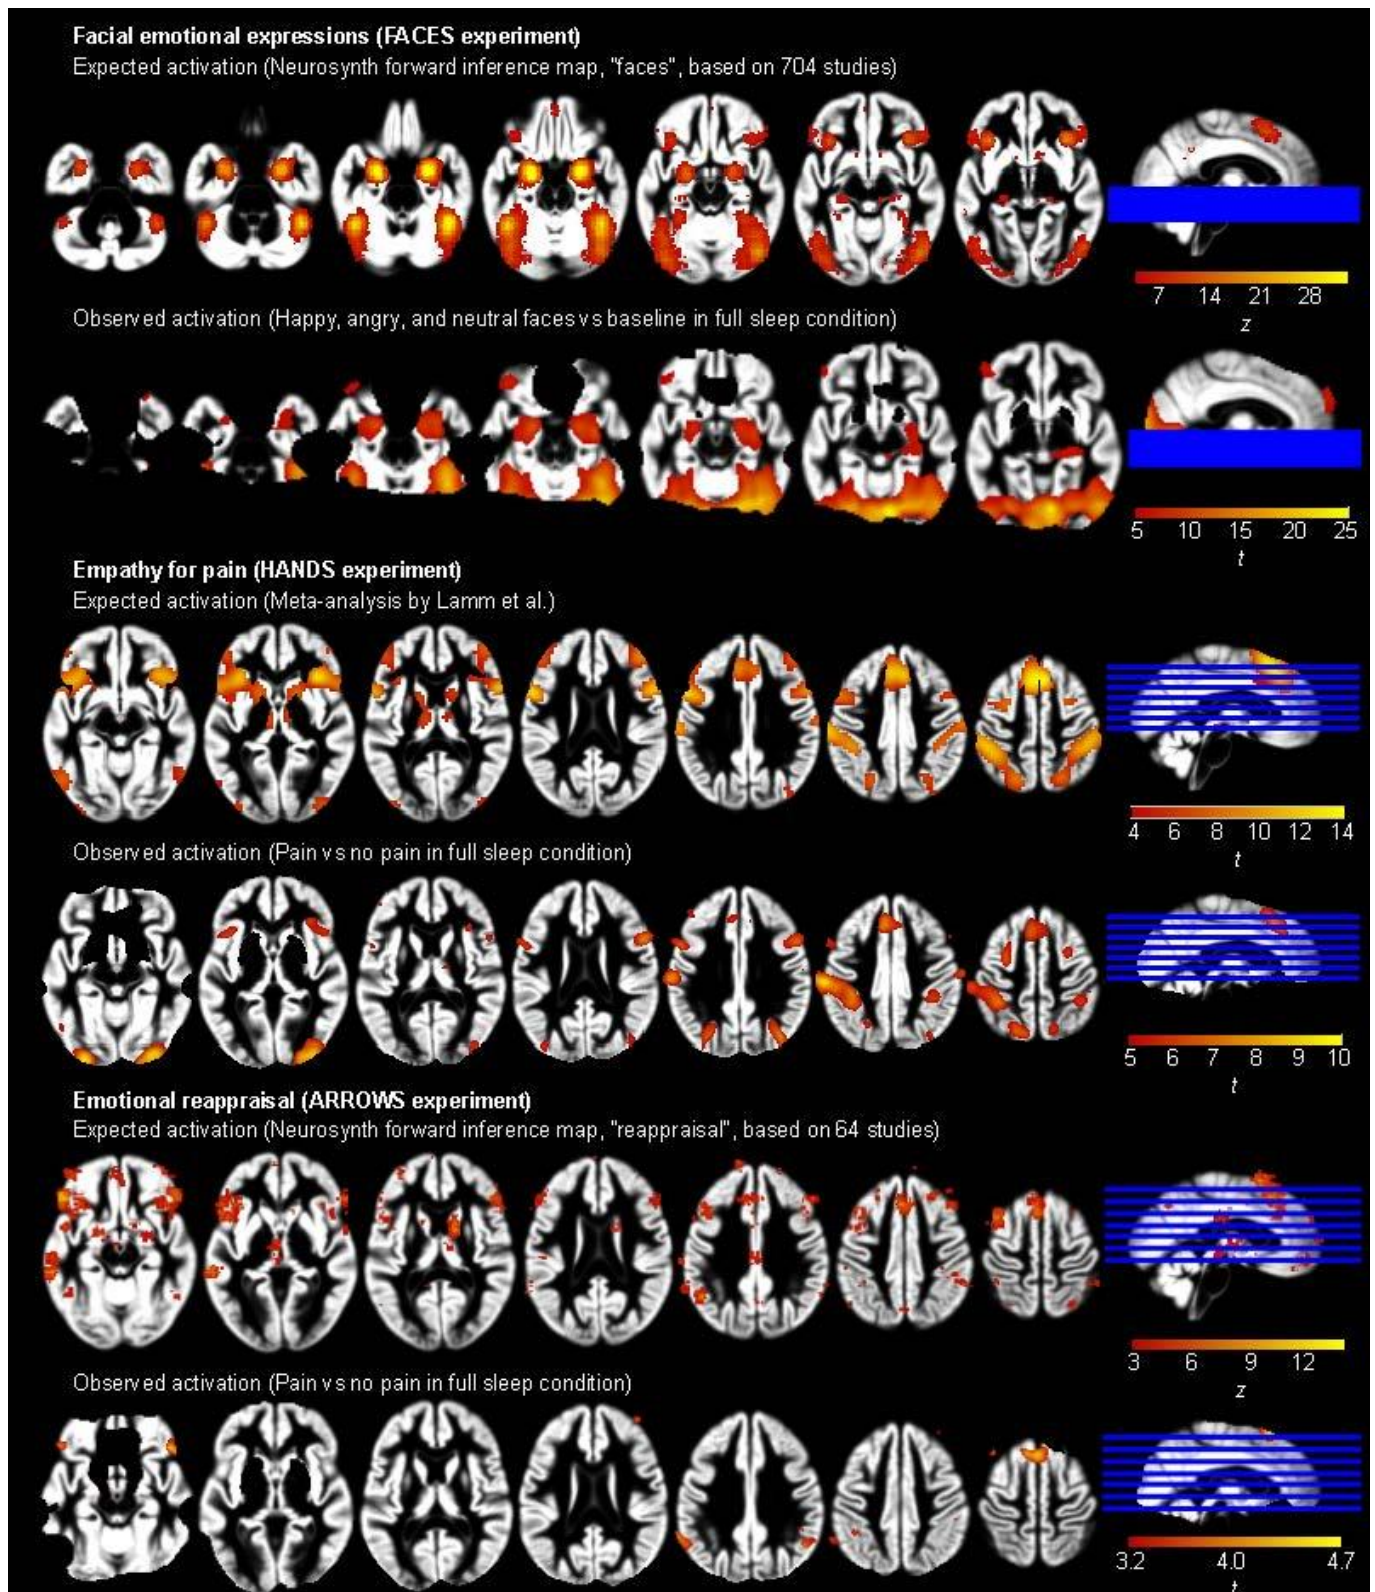 Facial emotional expressions (FACES experiment)
Expected activation (Neurosynth forward inference map, "faces", based on 704 studies)
7 14 21 28
z
Observed activation (Happy, angry, and neutral faces vs baseline in full sleep condition)
5 10 15 20 25
t
Empathy for pain (HANDS experiment)
Expected activation (Meta-analysis by Lamm et al.)
4 6 8 10 12 14
t
Observed activation (Pain vs no pain in full sleep condition)
5 6 7 8 9 10
t
Emotional reappraisal (ARROWS experiment)
Expected activation (Neurosynth forward inference map, "reappraisal", based on 64 studies)
3 6 9 12
z
Observed activation (Pain vs no pain in full sleep condition)
3.2 4.0 4.7
t